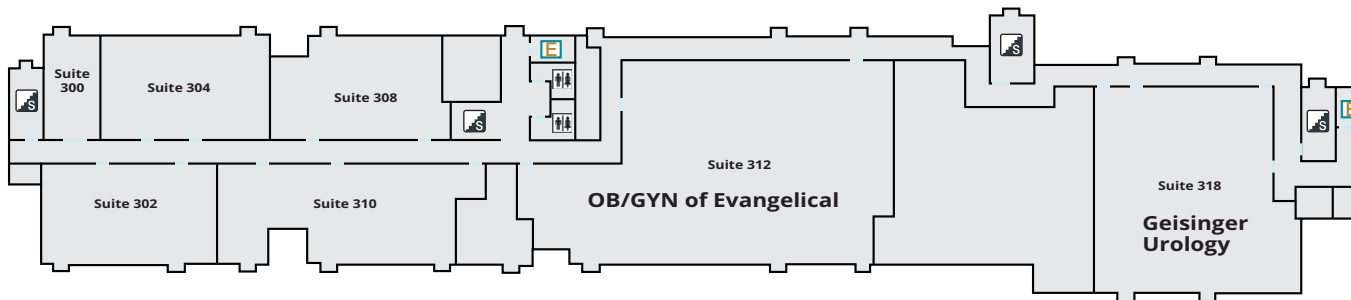 E
S
Suite
300
Suite 304
Suite 308
S
S
S
E
Suite 312
Suite 318
Suite 302
Suite 310
OB/GYN of Evangelical
Geisinger
Urology